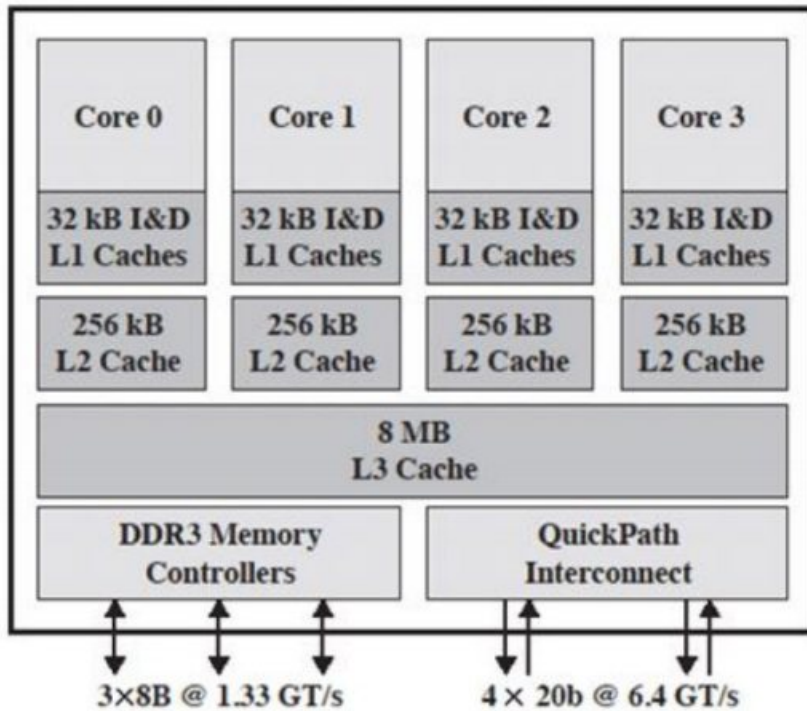 Core 0
Core 1
Core 2
Core 3
32 kB I&D
L1 Caches
32 kB I&D
L1 Caches
32 kB I&D
L1 Caches
32 kB I&D
L1 Caches
256 kB
L2 Cache
256 kB
L2 Cache
256 kB
L2 Cache
256 kB
L2 Cache
8 MB
L3 Cache
DDR3 Memory
Controllers
QuickPath
Interconnect
3×8B @ 1.33 GT/s
4 × 20b @ 6.4 GT/s